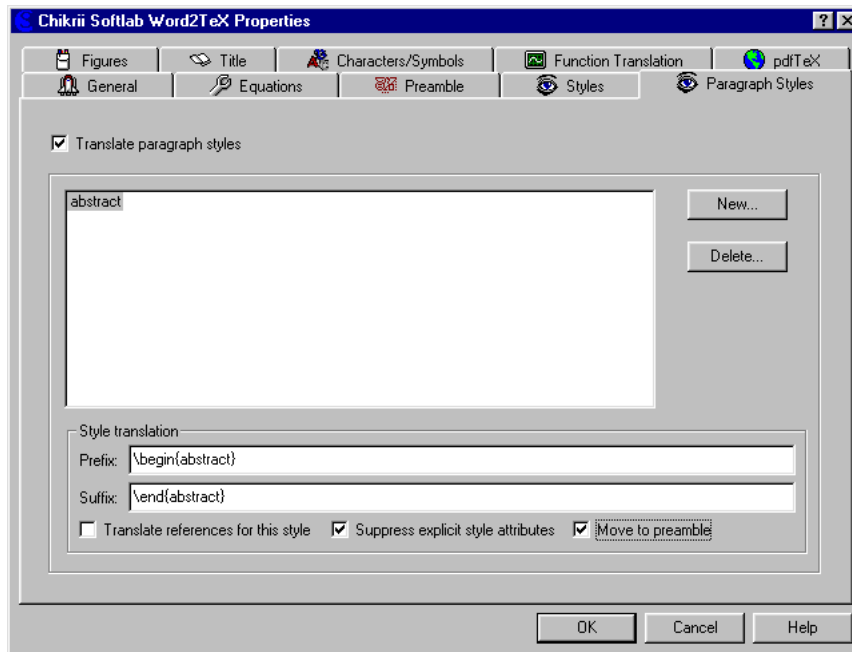 Chikrii Softlab Word2TeX Properties
Figures Title Characters/Symbols Function Translation pdfTeX
General Equations Preamble Styles Paragraph Styles
Translate paragraph styles
abstract
New...
Delete...
Style translation
Prefix: \begin{abstract}
Suffix: \end{abstract}
Translate references for this style Suppress explicit style attributes Move to preamble
OK Cancel Help